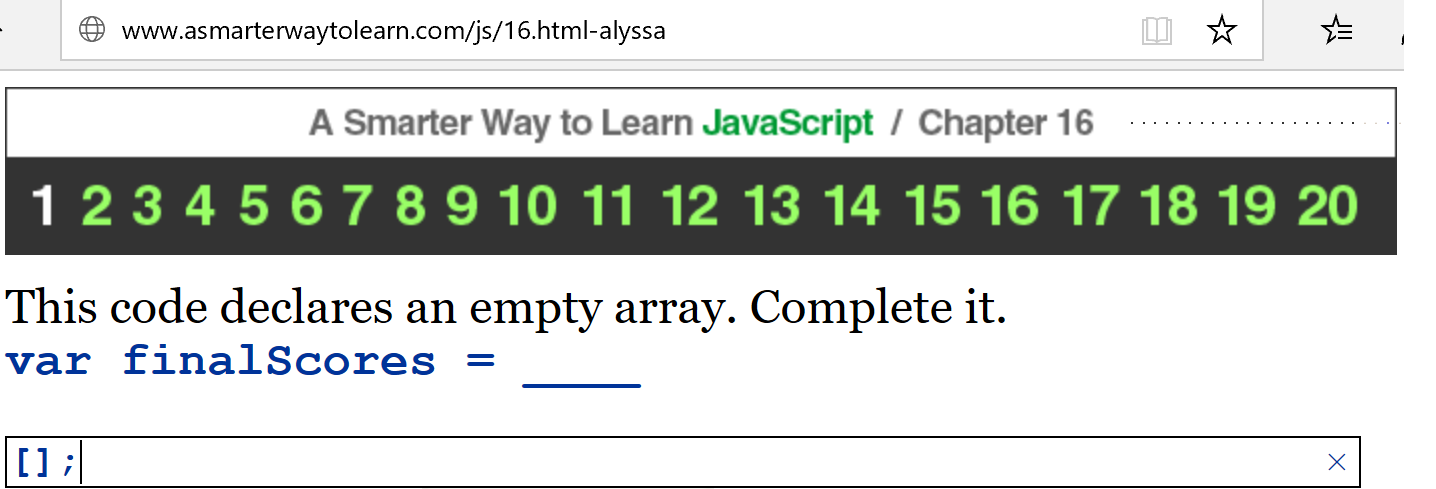 www.asmarterwaytolearn.com/js/16.html-alyssa
A Smarter Way to Learn JavaScript / Chapter 16
1 2 3 4 5 6 7 8 9 10 11 12 13 14 15 16 17 18 19 20
This code declares an empty array. Complete it.
var finalScores = ____
[];